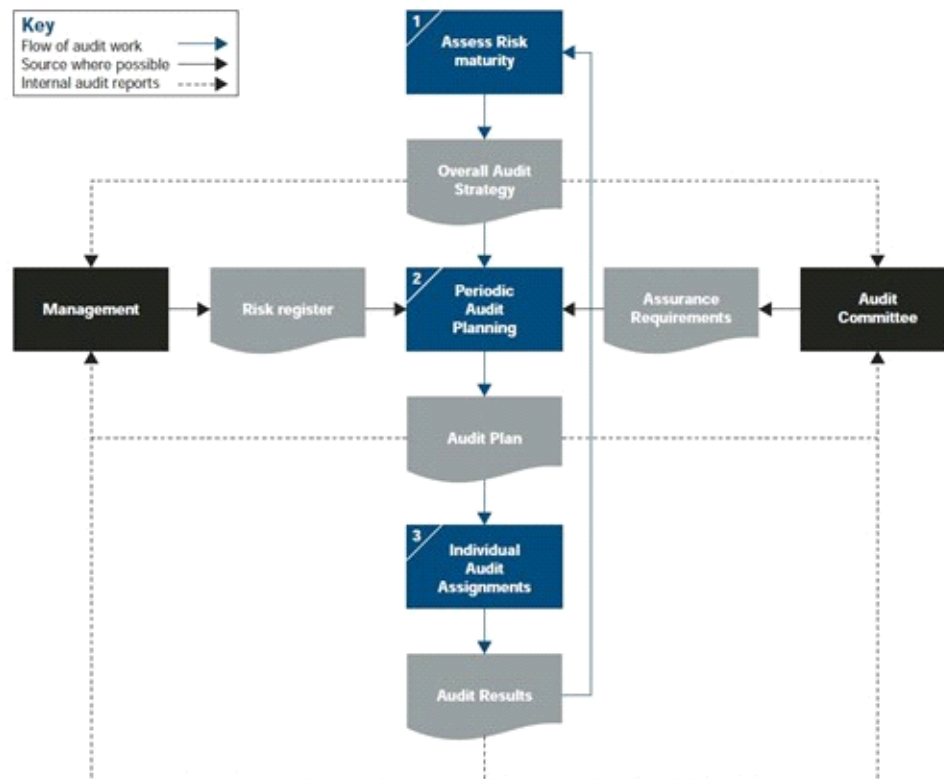 Key
Flow of audit work
Source where possible
Internal audit reports
1
Assess Risk
maturity
Overall Audit
Strategy
Management
Risk register
2
Periodic
Audit
Planning
Assurance
Requirements
Audit
Committee
Audit Plan
3
Individual
Audit
Assignments
Audit Results